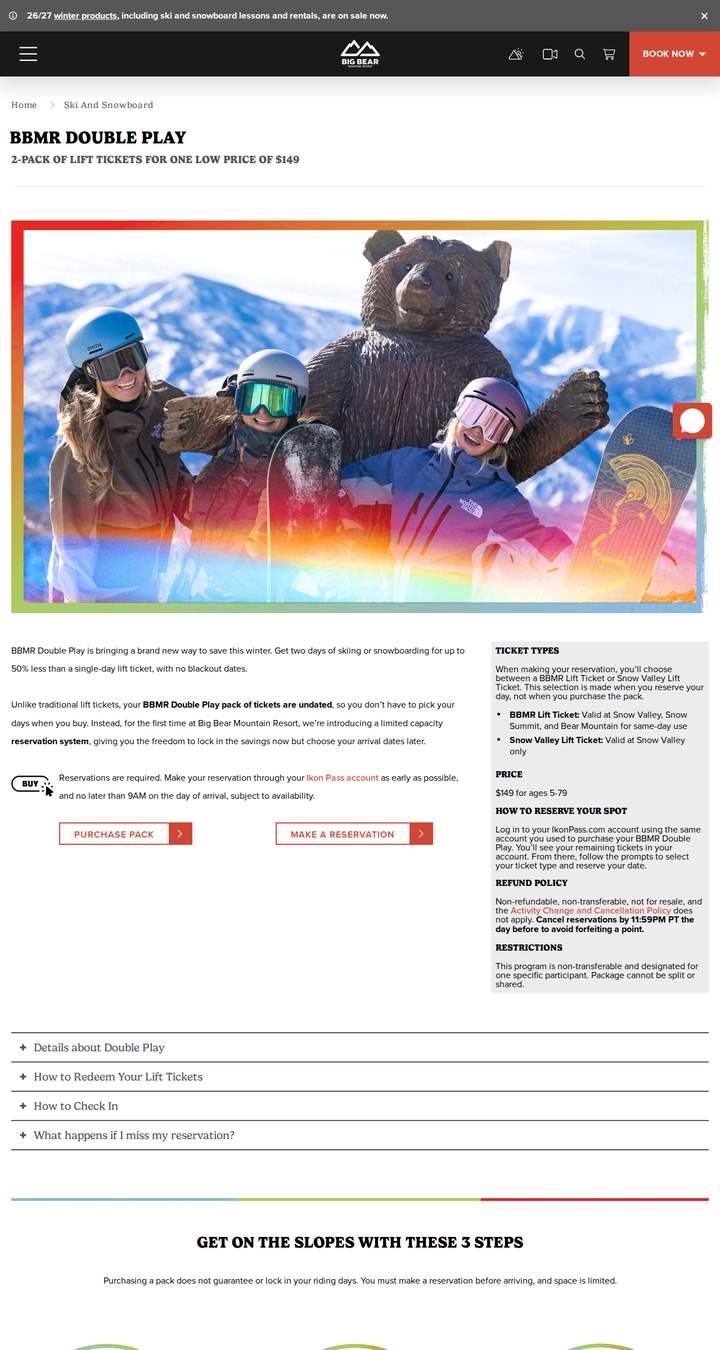 26/27 winter products, including ski and snowboard lessons and rentals, are on sale now.
BIG BEAR
BOOK NOW
Home
Ski And Snowboard
BBMR DOUBLE PLAY
2-PACK OF LIFT TICKETS FOR ONE LOW PRICE OF $149
SMITH
THE NORTH FACE
BBMR Double Play is bringing a brand new way to save this winter. Get two days of skiing or snowboarding for up to
50% less than a single-day lift ticket, with no blackout dates.
Unlike traditional lift tickets, your BBMR Double Play pack of tickets are undated, so you don't have to pick your
days when you buy. Instead, for the first time at Big Bear Mountain Resort, we're introducing a limited capacity
reservation system, giving you the freedom to lock in the savings now but choose your arrival dates later.
BUY
Reservations are required. Make your reservation through your Ikon Pass account as early as possible,
and no later than 9AM on the day of arrival, subject to availability.
PURCHASE PACK
MAKE A RESERVATION
TICKET TYPES
When making your reservation, you'll choose
between a BBMR Lift Ticket or Snow Valley Lift
Ticket. This selection is made when you reserve your
day, not when you purchase the pack.
• BBMR Lift Ticket: Valid at Snow Valley, Snow
Summit, and Bear Mountain for same-day use
• Snow Valley Lift Ticket: Valid at Snow Valley
only
PRICE
$149 for ages 5-79
HOW TO RESERVE YOUR SPOT
Log in to your IkonPass.com account using the same
account you used to purchase your BBMR Double
Play. You'll see your remaining tickets in your
account. From there, follow the prompts to select
your ticket type and reserve your date.
REFUND POLICY
Non-refundable, non-transferable, not for resale, and
the Activity Change and Cancellation Policy does
not apply. Cancel reservations by 11:59PM PT the
day before to avoid forfeiting a point.
RESTRICTIONS
This program is non-transferable and designated for
one specific participant. Package cannot be split or
shared.
Details about Double Play
How to Redeem Your Lift Tickets
How to Check In
What happens if I miss my reservation?
GET ON THE SLOPES WITH THESE 3 STEPS
Purchasing a pack does not guarantee or lock in your riding days. You must make a reservation before arriving, and space is limited.